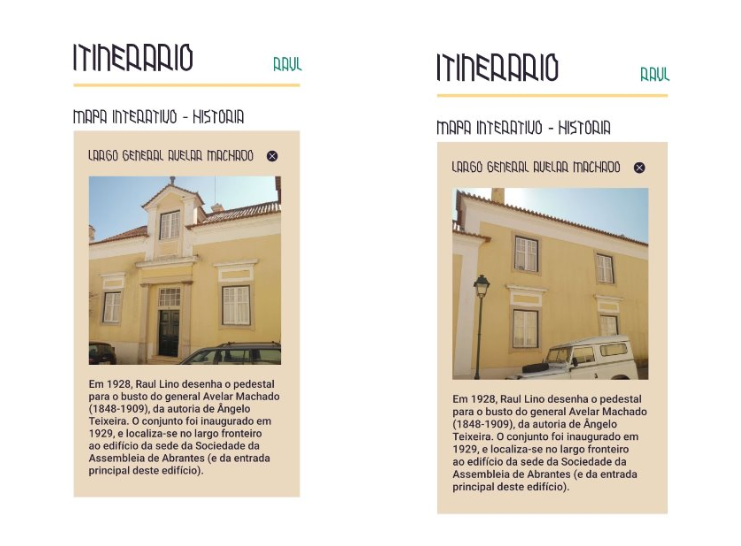 ITINERARIO
RAUL
MAPA INTERATIVO - HISTORIA
LARGO GENERAL AVELAR MACHADO
Em 1928, Raul Lino desenha o pedestal
para o busto do general Avelar Machado
(1848-1909), da autoria de Ângelo
Teixeira. O conjunto foi inaugurado em
1929, e localiza-se no largo fronteiro
ao edifício da sede da Sociedade da
Assembleia de Abrantes (e da entrada
principal deste edifício).
ITINERARIO
RAUL
MAPA INTERATIVO - HISTORIA
LARGO GENERAL AVELAR MACHADO
Em 1928, Raul Lino desenha o pedestal
para o busto do general Avelar Machado
(1848-1909), da autoria de Ângelo
Teixeira. O conjunto foi inaugurado em
1929, e localiza-se no largo fronteiro
ao edifício da sede da Sociedade da
Assembleia de Abrantes (e da entrada
principal deste edifício).